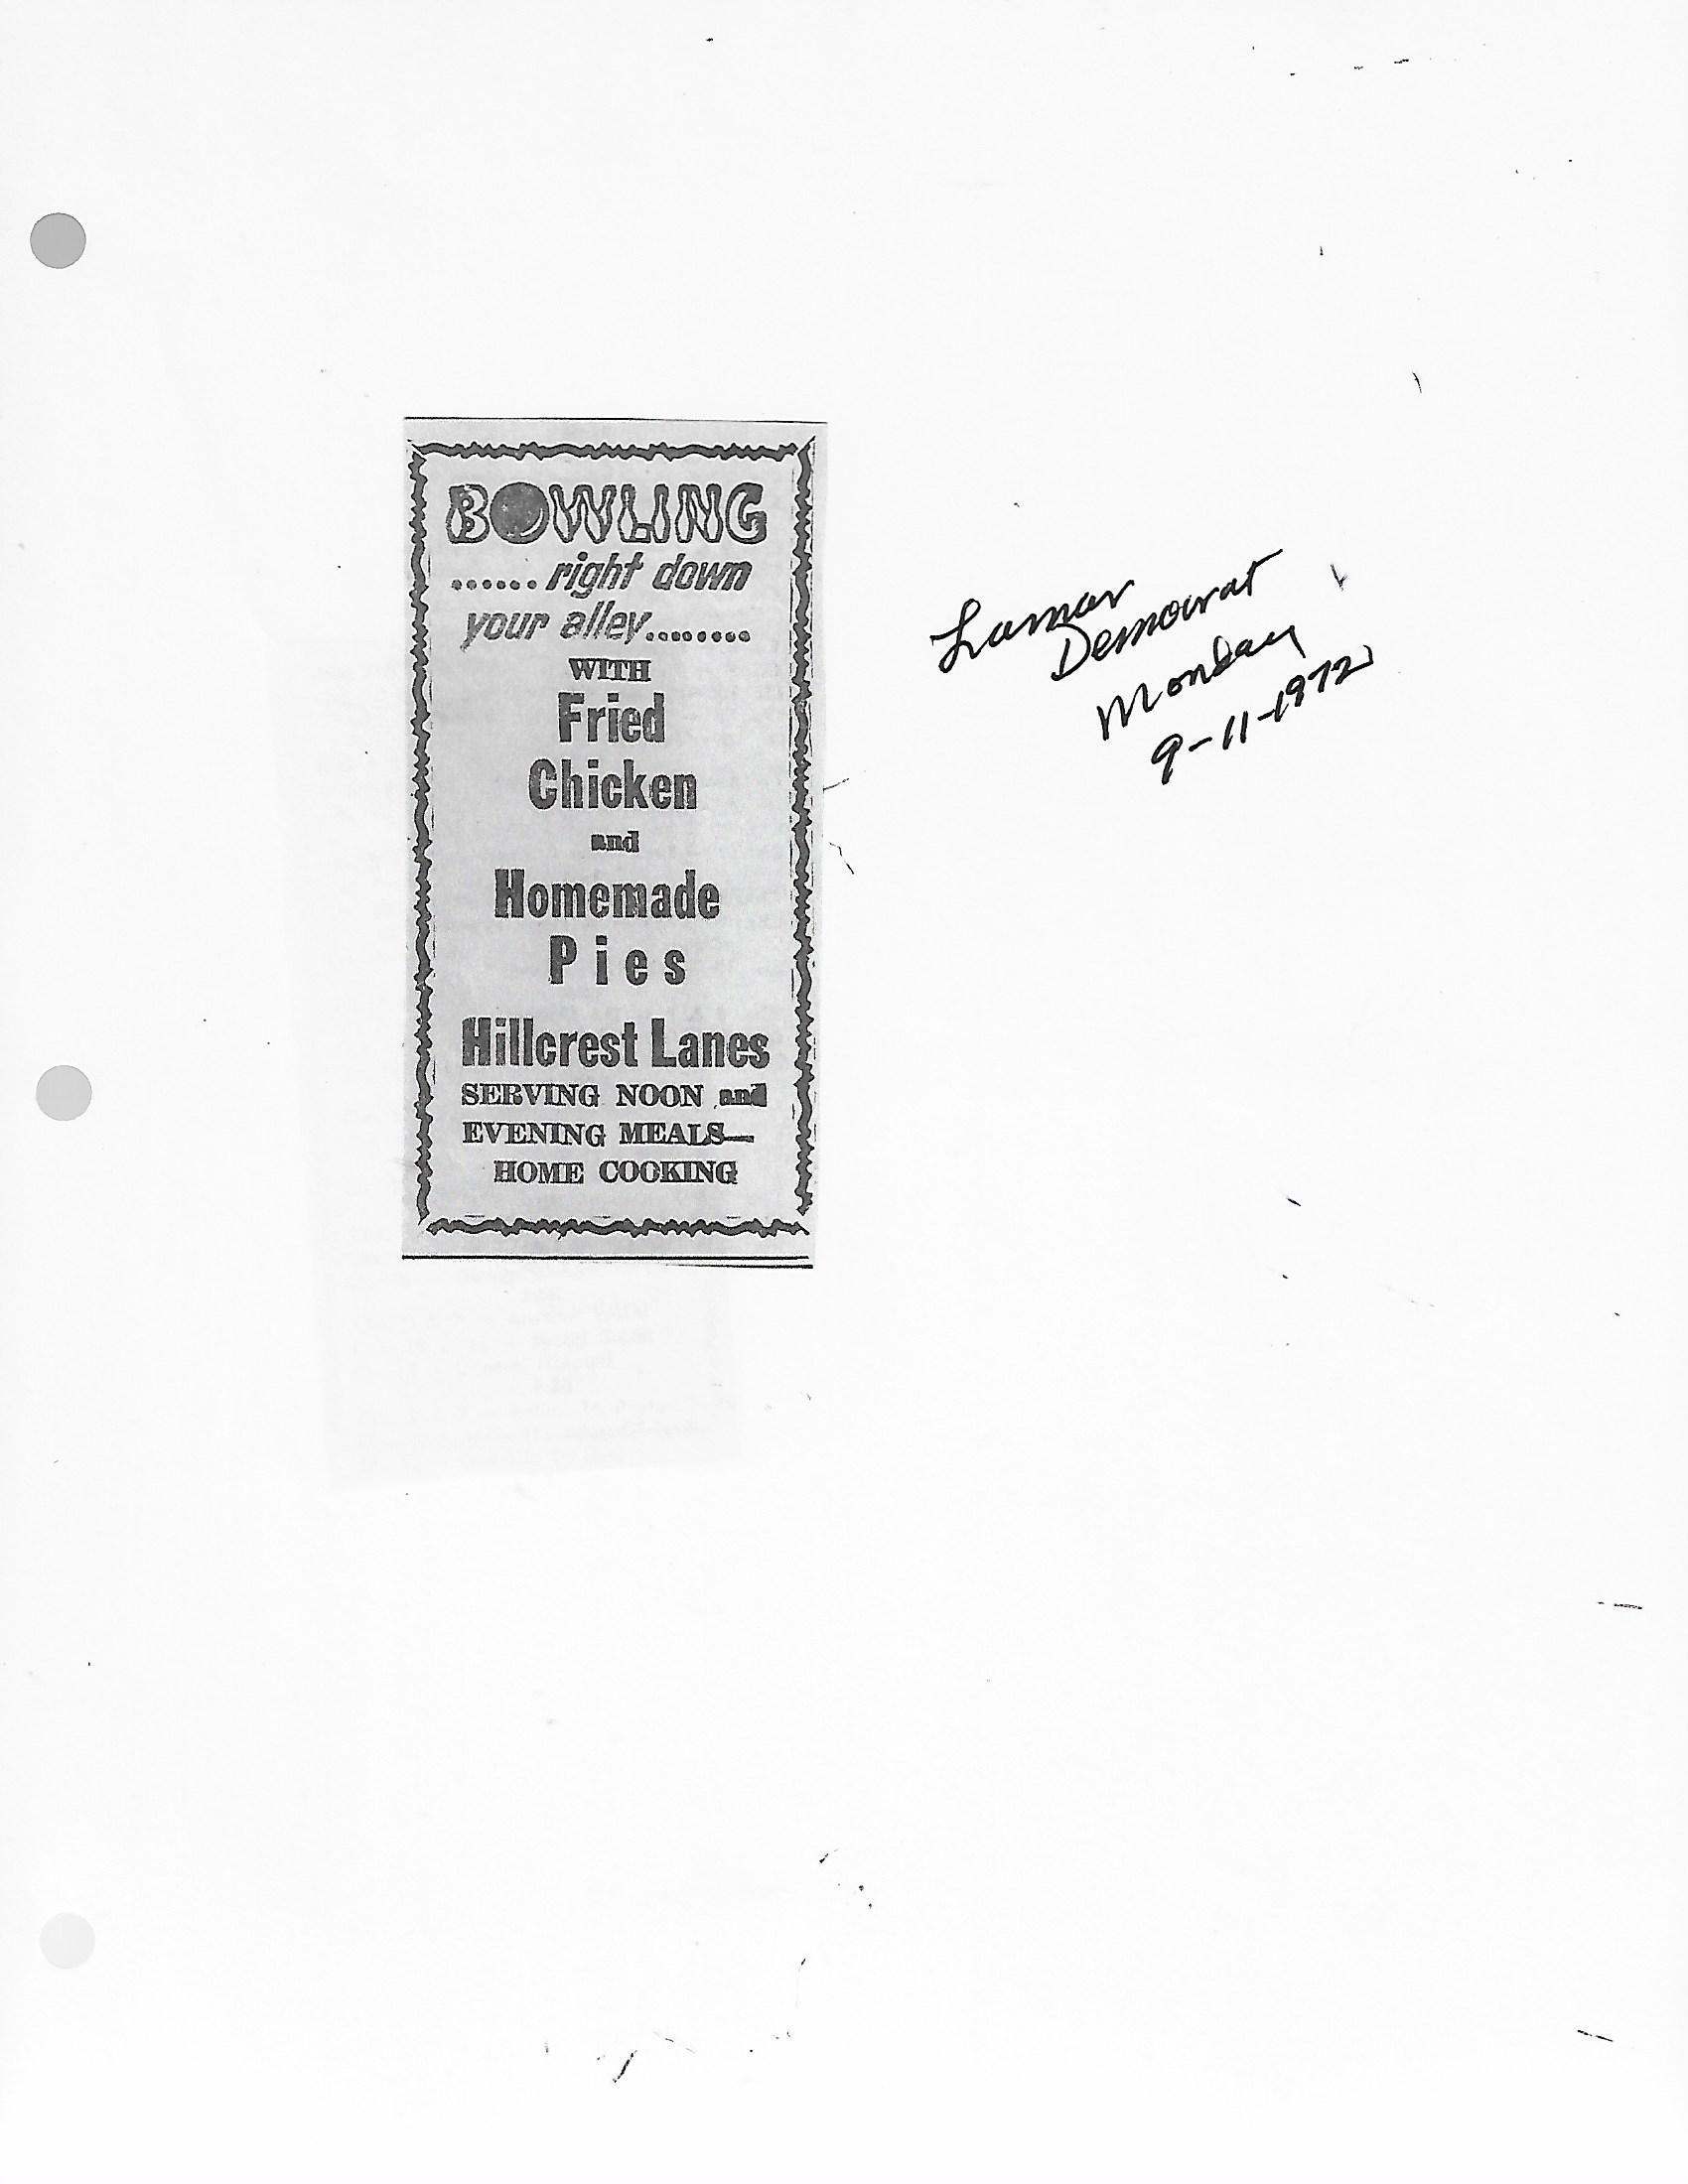 BOWLING
......right down
your alley........
WITH
Fried
Chicken
and
Homemade
Pies
Hillcrest Lanes
SERVING NOON and
EVENING MEALS—
HOME COOKING
Lamar
Democrat
Monday
9-11-1972